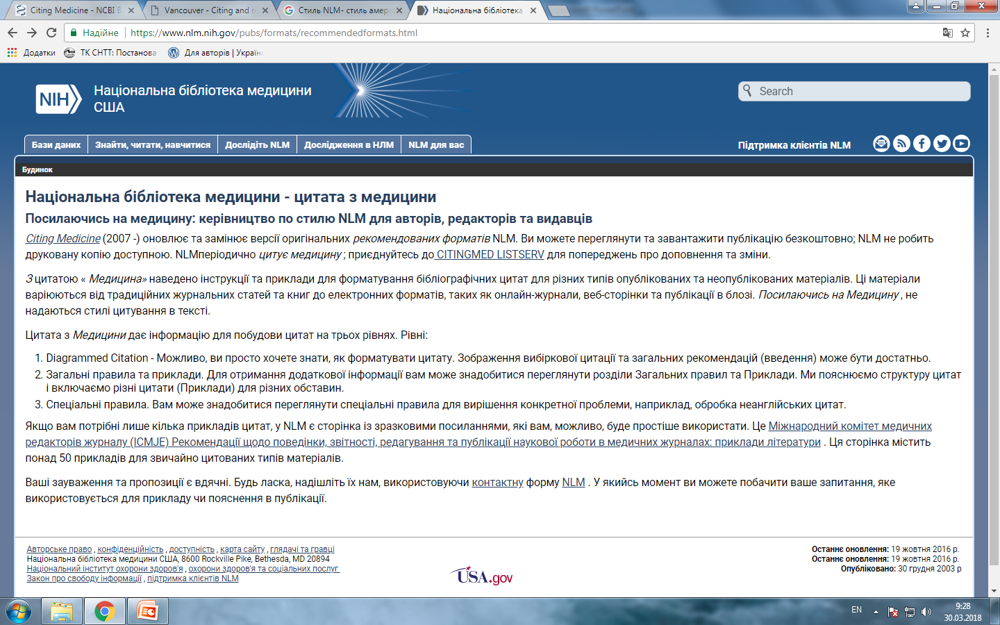 Citing Medicine - NCBI B
Vancouver - Citing and re
Стиль NLM- стиль амери
Національна бібліотека
Надійне
https://www.nlm.nih.gov/pubs/formats/recommendedformats.html
Додатки
ТК СНТТ: Постанова
Для авторів | Україн
NIH
Національна бібліотека медицини
США
Search
Бази даних
Знайти, читати, навчитися
Дослідіть NLM
Дослідження в НЛМ
NLM для вас
Підтримка клієнтів NLM
Будинок
Національна бібліотека медицини - цитата з медицини
Посилаючись на медицину: керівництво по стилю NLM для авторів, редакторів та видавців
Citing Medicine (2007 -) оновлює та замінює версії оригінальних рекомендованих форматів NLM. Ви можете переглянути та завантажити публікацію безкоштовно; NLM не робить
друковану копію доступною. NLMперіодично цитує медицину ; приєднуйтесь до CITINGMED LISTSERV для попереджень про доповнення та зміни.
З цитатою « Медицина» наведено інструкції та приклади для форматування бібліографічних цитат для різних типів опублікованих та неопублікованих матеріалів. Ці матеріали
варіюються від традиційних журнальних статей та книг до електронних форматів, таких як онлайн-журнали, веб-сторінки та публікації в блозі. Посилаючись на Медицину , не
надаються стилі цитування в тексті.
Цитата з Медицини дає інформацію для побудови цитат на трьох рівнях. Рівні:
1. Diagrammed Citation - Можливо, ви просто хочете знати, як форматувати цитату. Зображення вибіркової цитації та загальних рекомендацій (введення) може бути достатньо.
2. Загальні правила та приклади. Для отримання додаткової інформації вам може знадобитися переглянути розділи Загальних правил та Приклади. Ми пояснюємо структуру цитат
і включаємо різні цитати (Приклади) для різних обставин.
3. Спеціальні правила. Вам може знадобитися переглянути спеціальні правила для вирішення конкретної проблеми, наприклад, обробка неанглійських цитат.
Якщо вам потрібні лише кілька прикладів цитат, у NLM є сторінка із зразковими посиланнями, які вам, можливо, буде простіше використати. Це Міжнародний комітет медичних
редакторів журналу (ICMJE) Рекомендації щодо поведінки, звітності, редагування та публікації наукової роботи в медичних журналах: приклади літератури . Ця сторінка містить
понад 50 прикладів для звичайно цитованих типів матеріалів.
Ваші зауваження та пропозиції є вдячні. Будь ласка, надішліть їх нам, використовуючи контактну форму NLM . У якийсь момент ви можете побачити ваше запитання, яке
використовується для прикладу чи пояснення в публікації.
Авторське право , конфіденційність , доступність , карта сайту , глядачі та гравці
Національна бібліотека медицини США, 8600 Rockville Pike, Bethesda, MD 20894
Національний інститут охорони здоров'я , охорони здоров'я та соціальних послуг
Закон про свободу інформації , підтримка клієнтів NLM
USA.gov
Останнє оновлення: 19 жовтня 2016 р.
Останнє оновлення: 19 жовтня 2016 р.
Опубліковано: 30 грудня 2003 р
EN
9:28
30.03.2018